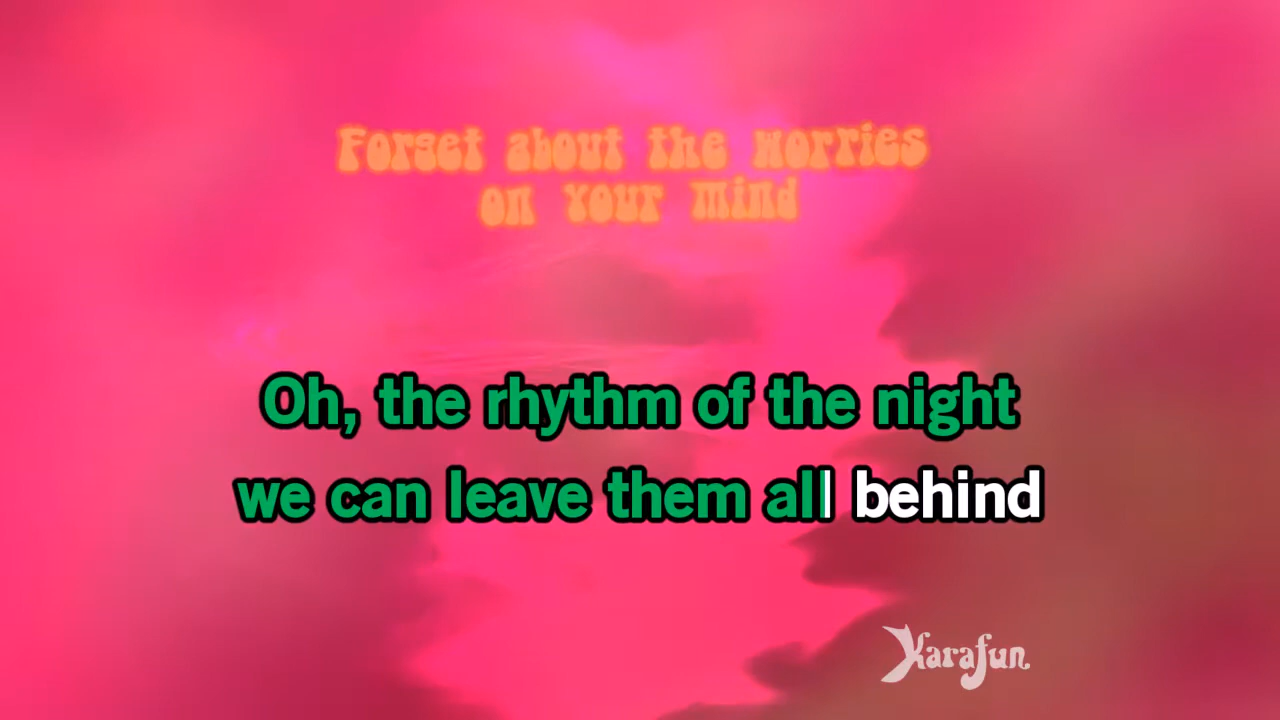 Forget about the worries
on your mind
Oh, the rhythm of the night
we can leave them all behind
Karafun